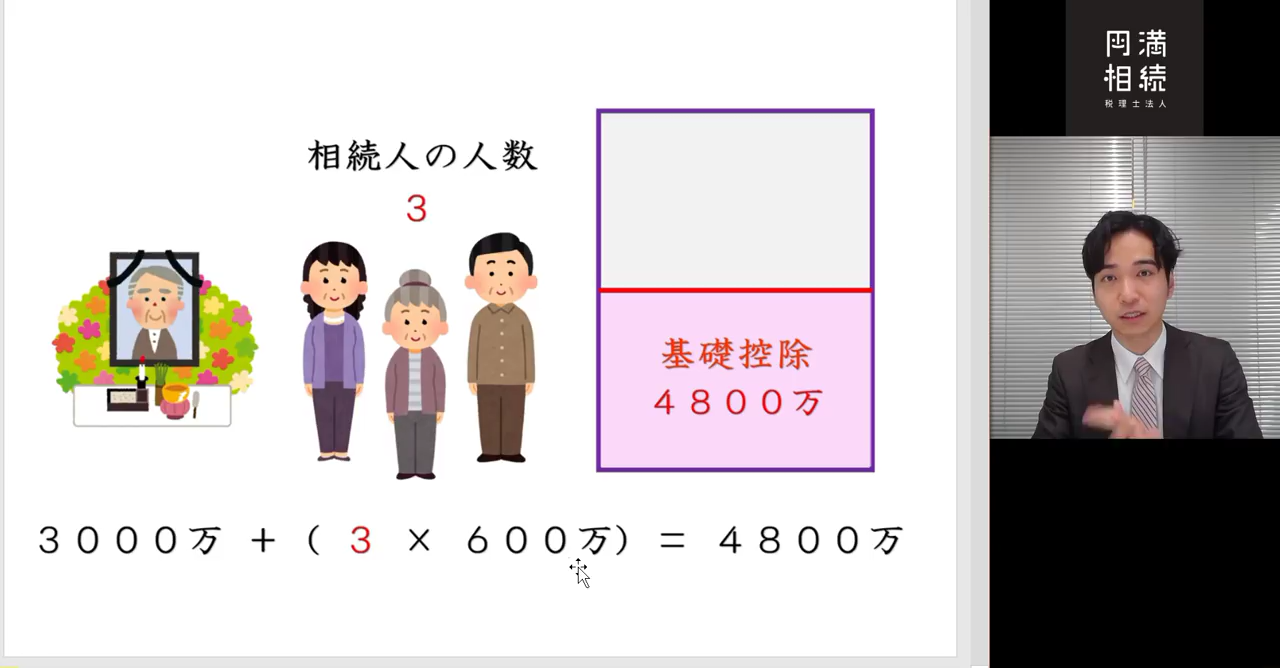 相続人の人数
3
基礎控除
4800万
3000万 + ( 3 × 600万) = 4800万
円満
相続
税理士法人